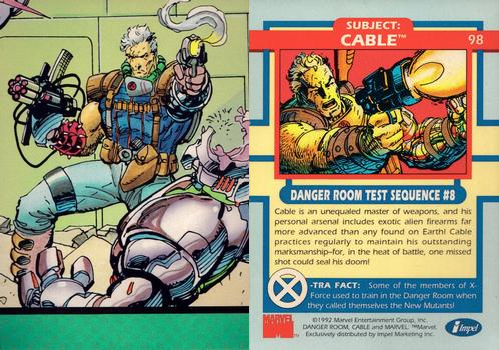 SUBJECT:
CABLE™
98
DANGER ROOM TEST SEQUENCE #8
Cable is an unequaled master of weapons, and his
personal arsenal includes exotic alien firearms far
more advanced than any found on Earth! Cable
practices regularly to maintain his outstanding
marksmanship–for, in the heat of battle, one missed
shot could seal his doom!
-TRA FACT: Some of the members of X-
Force used to train in the Danger Room when
they called themselves the New Mutants!
MARVEL
©1992 Marvel Entertainment Group, Inc.
DANGER ROOM, CABLE and MARVEL: ™Marvel.
Exclusively distributed by Impel Marketing Inc.
impel